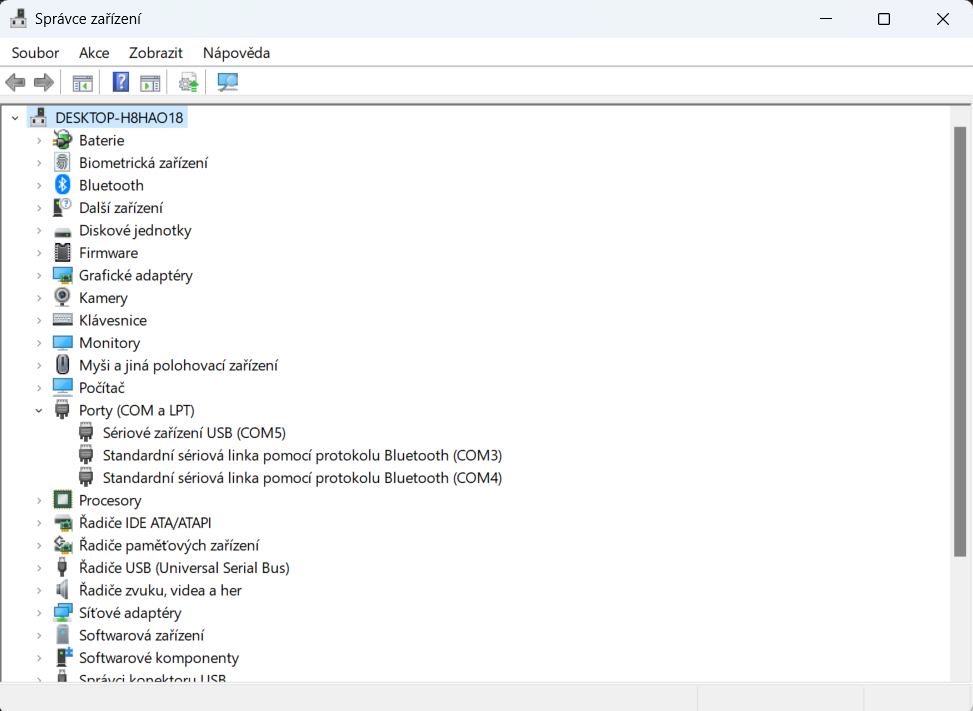 Správce zařízení
Soubor Akce Zobrazit Nápověda
DESKTOP-H8HAO18
Baterie
Biometrická zařízení
Bluetooth
Další zařízení
Diskové jednotky
Firmware
Grafické adaptéry
Kamery
Klávesnice
Monitory
Myši a jiná polohovací zařízení
Počítač
Porty (COM a LPT)
Sériové zařízení USB (COM5)
Standardní sériová linka pomocí protokolu Bluetooth (COM3)
Standardní sériová linka pomocí protokolu Bluetooth (COM4)
Procesory
Řadiče IDE ATA/ATAPI
Řadiče paměťových zařízení
Řadiče USB (Universal Serial Bus)
Řadiče zvuku, videa a her
Síťové adaptéry
Softwarová zařízení
Softwarové komponenty
Správci konektoru USB